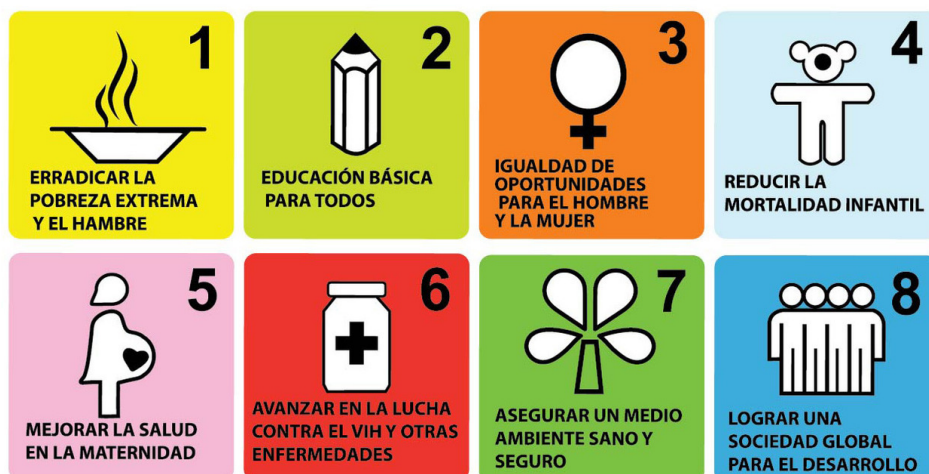 1
ERRADICAR LA
POBREZA EXTREMA
Y EL HAMBRE
2
EDUCACIÓN BÁSICA
PARA TODOS
3
IGUALDAD DE
OPORTUNIDADES
PARA EL HOMBRE
Y LA MUJER
4
REDUCIR LA
MORTALIDAD INFANTIL
5
MEJORAR LA SALUD
EN LA MATERNIDAD
6
AVANZAR EN LA LUCHA
CONTRA EL VIH Y OTRAS
ENFERMEDADES
7
ASEGURAR UN MEDIO
AMBIENTE SANO Y
SEGURO
8
LOGRAR UNA
SOCIEDAD GLOBAL
PARA EL DESARROLLO